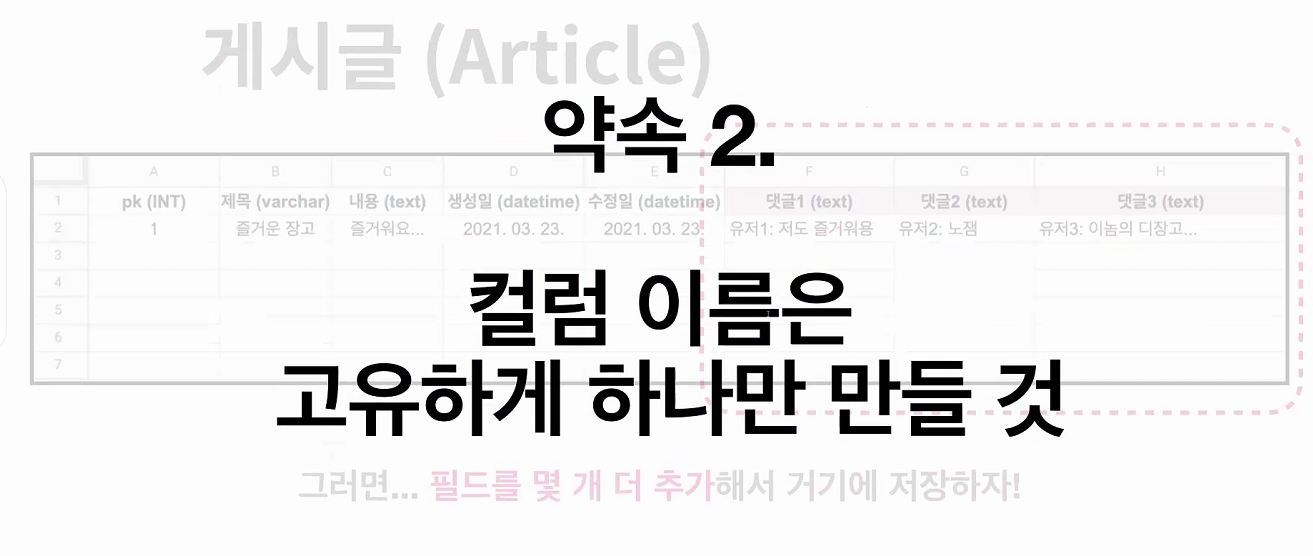 게시글 (Article)
약속 2.
A B C D E F G H
1 pk (INT) 제목 (varchar) 내용 (text) 생성일 (datetime) 수정일 (datetime) 댓글1 (text) 댓글2 (text) 댓글3 (text)
2 1 즐거운 장고 즐거워요... 2021. 03. 23. 2021. 03. 23. 유저1: 저도 즐거워용 유저2: 노잼 유저3: 이놈의 디장고...
3
4
5
6
7
컬럼 이름은
고유하게 하나만 만들 것
그러면... 필드를 몇 개 더 추가해서 거기에 저장하자!